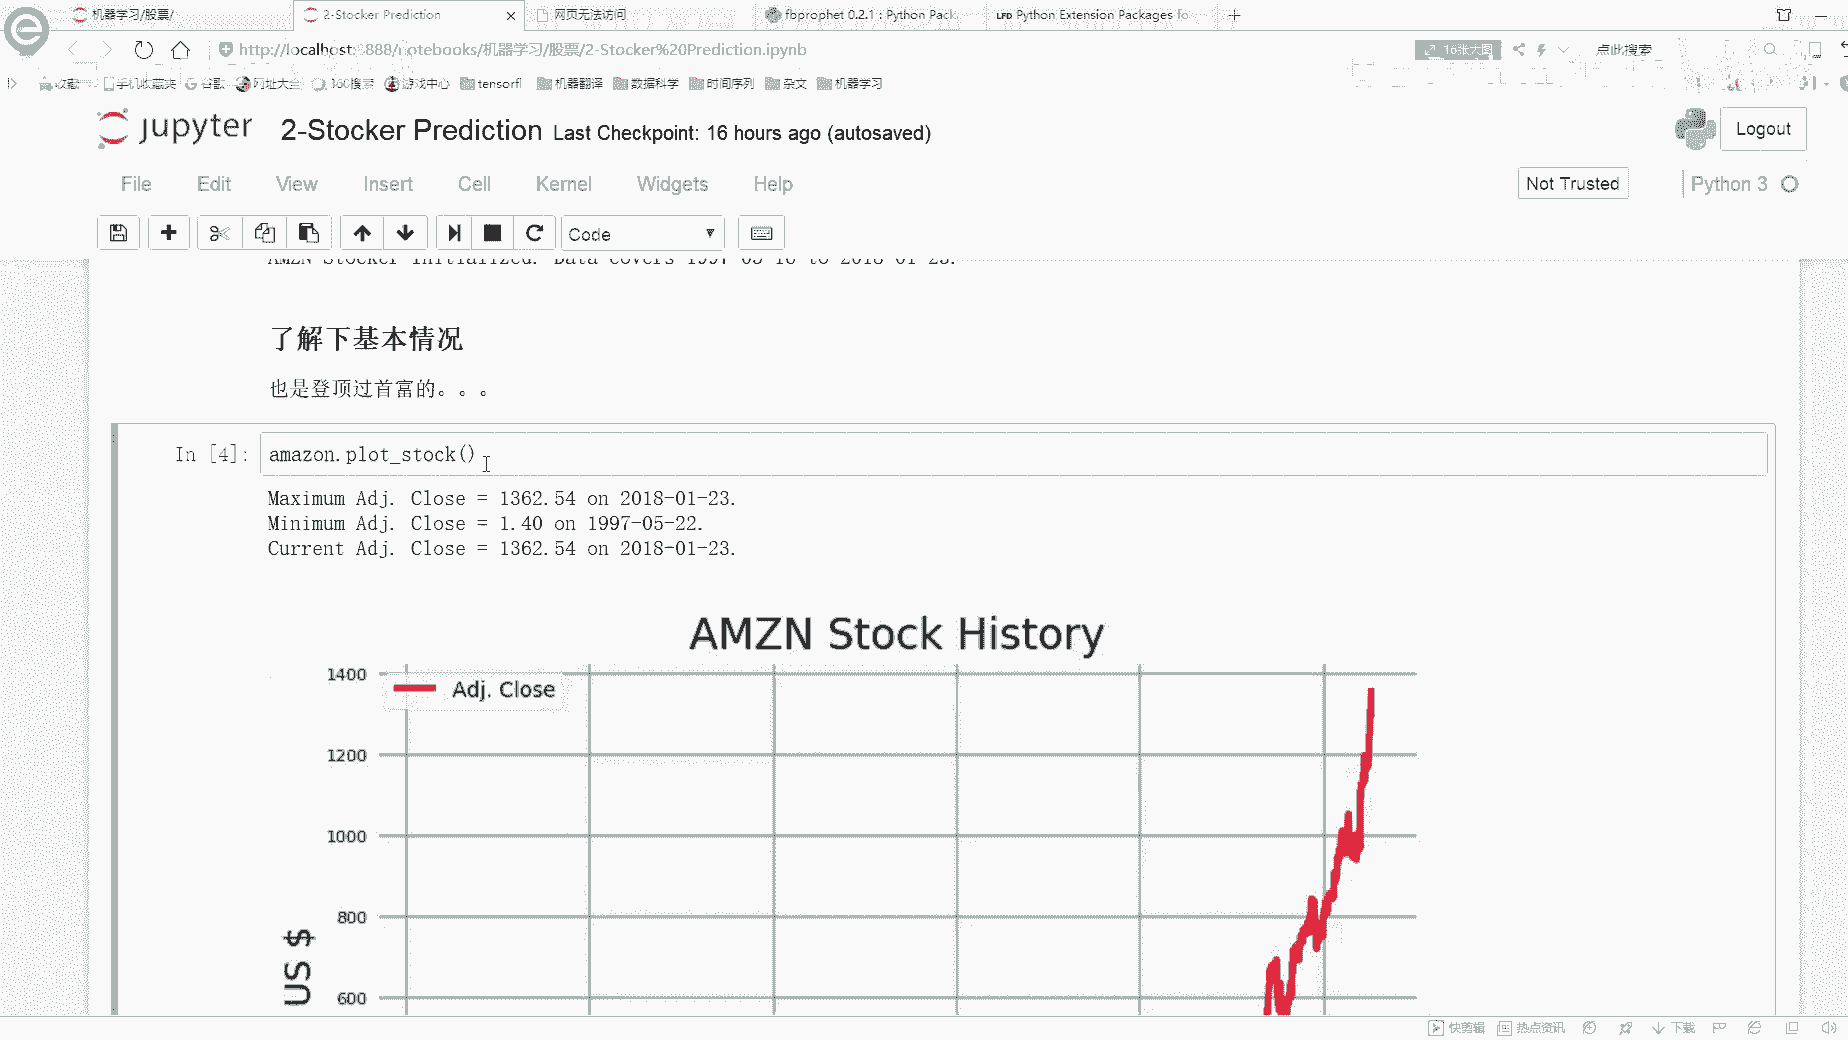 机器学习/股票/
2-Stocker Prediction
网页无法访问
fbprophet 0.2.1 : Python Pack
LFD Python Extension Packages fo
http://localhost:8888/notebooks/机器学习/股票/2-Stocker%20Prediction.ipynb
16张大图
点此搜索
收藏
手机收藏夹
谷歌
网址大全
360搜索
游戏中心
tensorfl
机器翻译
数据科学
时间序列
杂文
机器学习
jupyter
2-Stocker Prediction Last Checkpoint: 16 hours ago (autosaved)
Logout
File Edit View Insert Cell Kernel Widgets Help
Not Trusted
Python 3
Code
AMZN Stocker Initialized. Data covers 1997-05-16 to 2018-01-23.
了解下基本情况
也是登顶过首富的。。。
In [4]: amazon.plot_stock()
Maximum Adj. Close = 1362.54 on 2018-01-23.
Minimum Adj. Close = 1.40 on 1997-05-22.
Current Adj. Close = 1362.54 on 2018-01-23.
AMZN Stock History
Adj. Close
1400
1200
1000
800
600
US $
快剪辑
热点资讯
下载